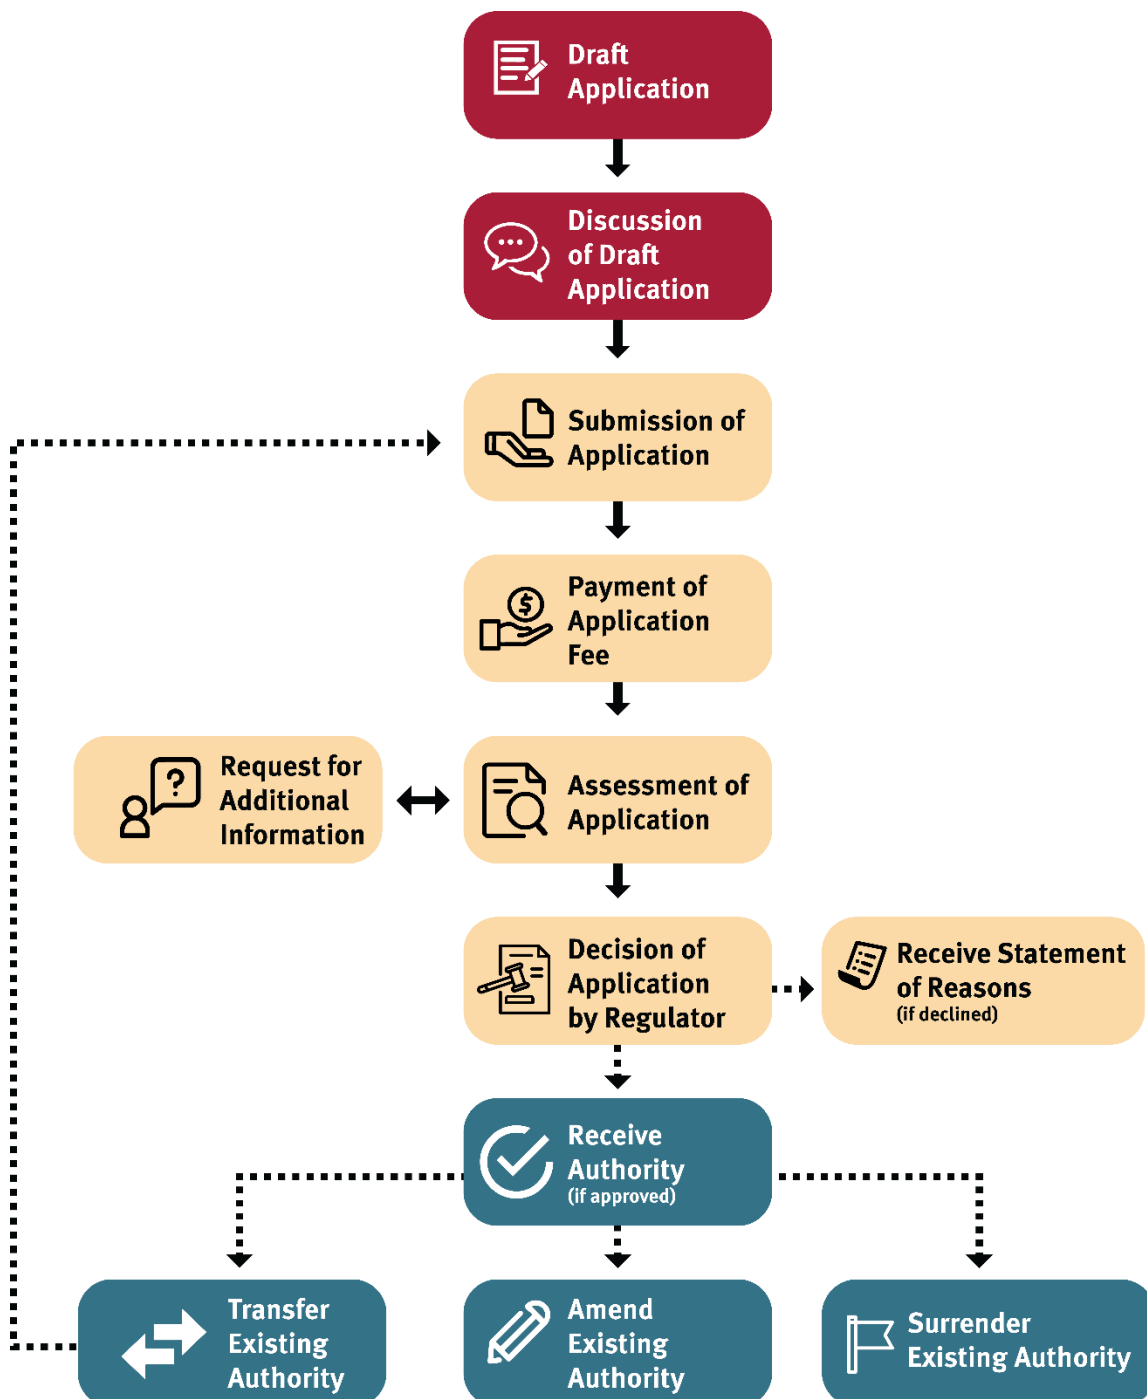 Draft
Application
Discussion
of Draft
Application
Submission of
Application
$
Payment of
Application
Fee
?
Request for
Additional
Information
Assessment of
Application
Decision of
Application
by Regulator
Receive Statement
of Reasons
(if declined)
Receive
Authority
(if approved)
Transfer
Existing
Authority
Amend
Existing
Authority
Surrender
Existing Authority